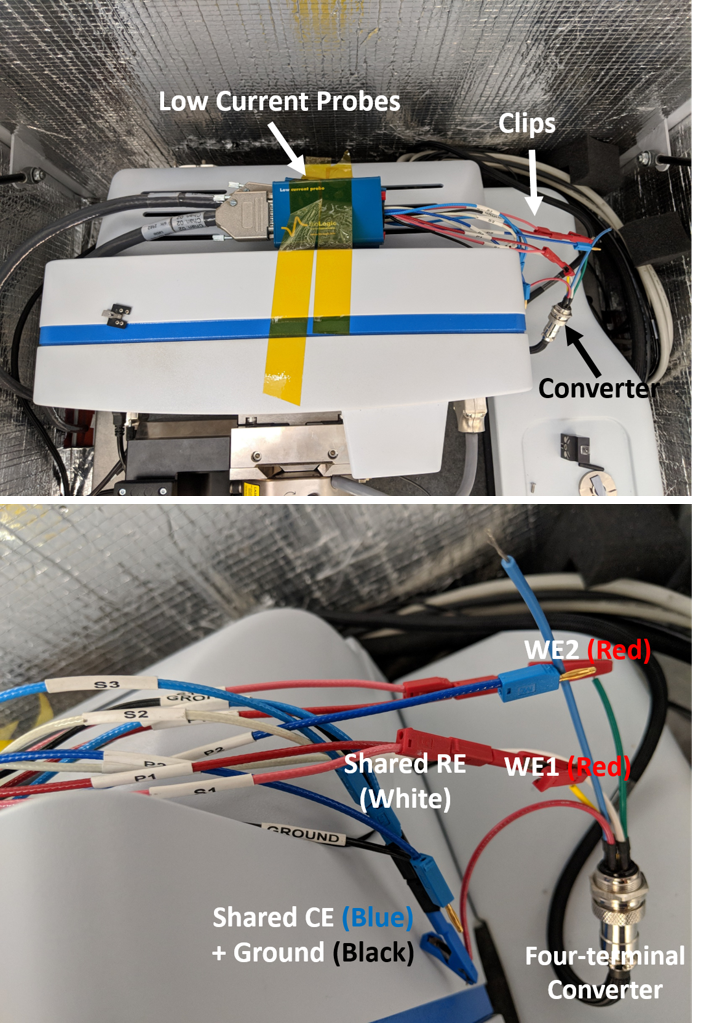 Low Current Probes
Clips
Low current probe
Converter
WE2 (Red)
S3
GROU
S2
P2
P1
S1
Shared RE
(White)
WE1 (Red)
GROUND
Shared CE (Blue)
+ Ground (Black)
Four-terminal
Converter